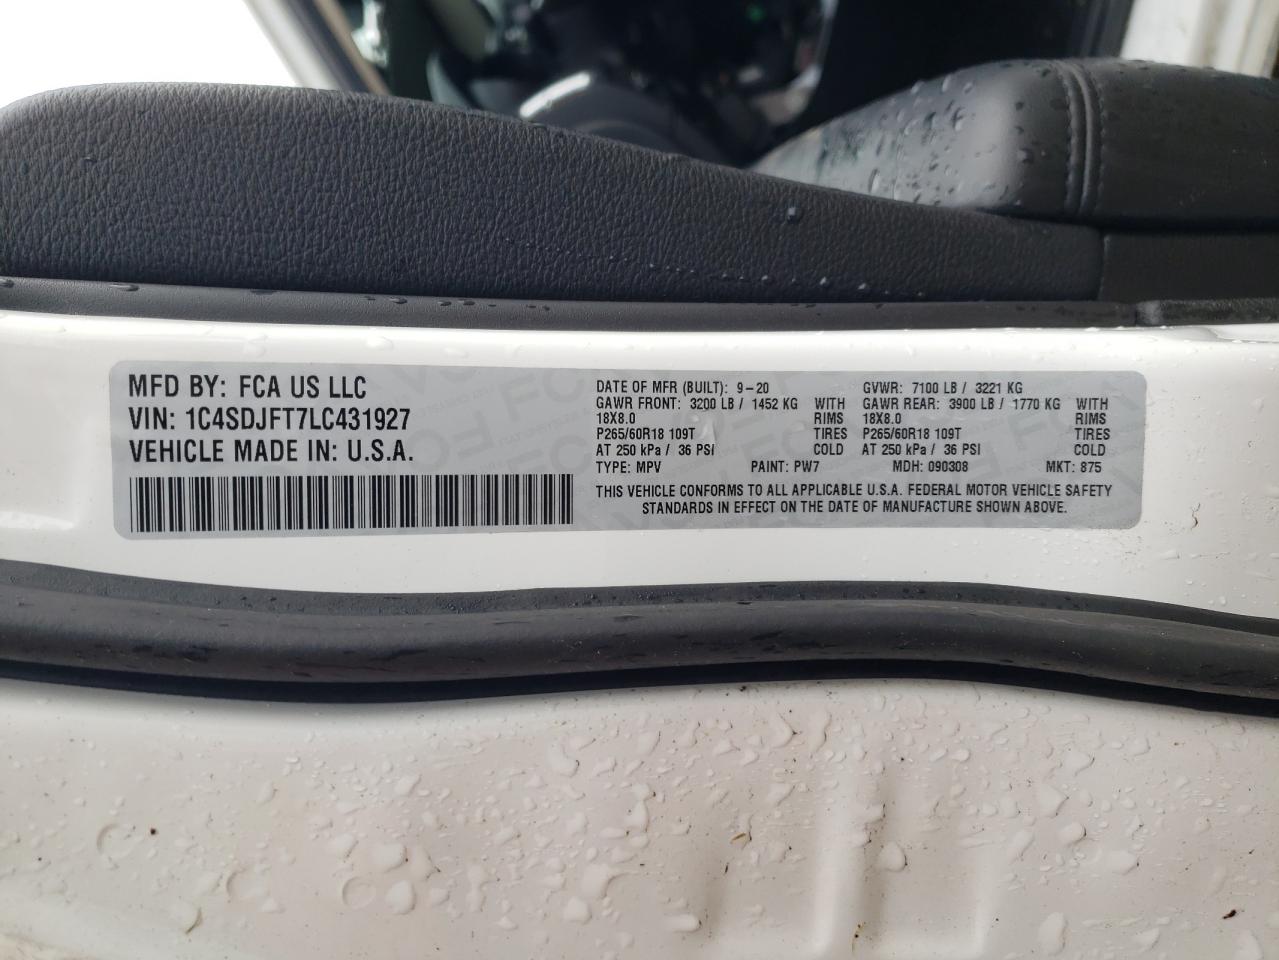 MFD BY: FCA US LLC
VIN: 1C4SDJFT7LC431927
VEHICLE MADE IN: U.S.A.
DATE OF MFR (BUILT): 9-20
GAWR FRONT: 3200 LB / 1452 KG WITH
18X8.0 RIMS
P265/60R18 109T TIRES
AT 250 kPa / 36 PSI COLD
GVWR: 7100 LB / 3221 KG
GAWR REAR: 3900 LB / 1770 KG WITH
18X8.0 RIMS
P265/60R18 109T TIRES
AT 250 kPa / 36 PSI COLD
TYPE: MPV PAINT: PW7 MDH: 090308 MKT: 875
THIS VEHICLE CONFORMS TO ALL APPLICABLE U.S.A. FEDERAL MOTOR VEHICLE SAFETY
STANDARDS IN EFFECT ON THE DATE OF MANUFACTURE SHOWN ABOVE.